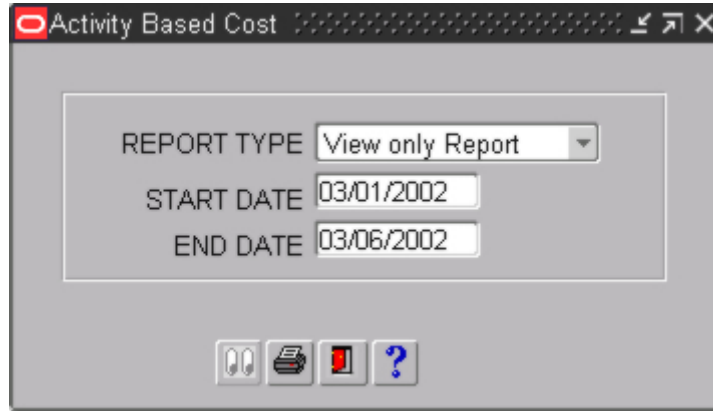 Activity Based Cost
REPORT TYPE View only Report
START DATE 03/01/2002
END DATE 03/06/2002
?